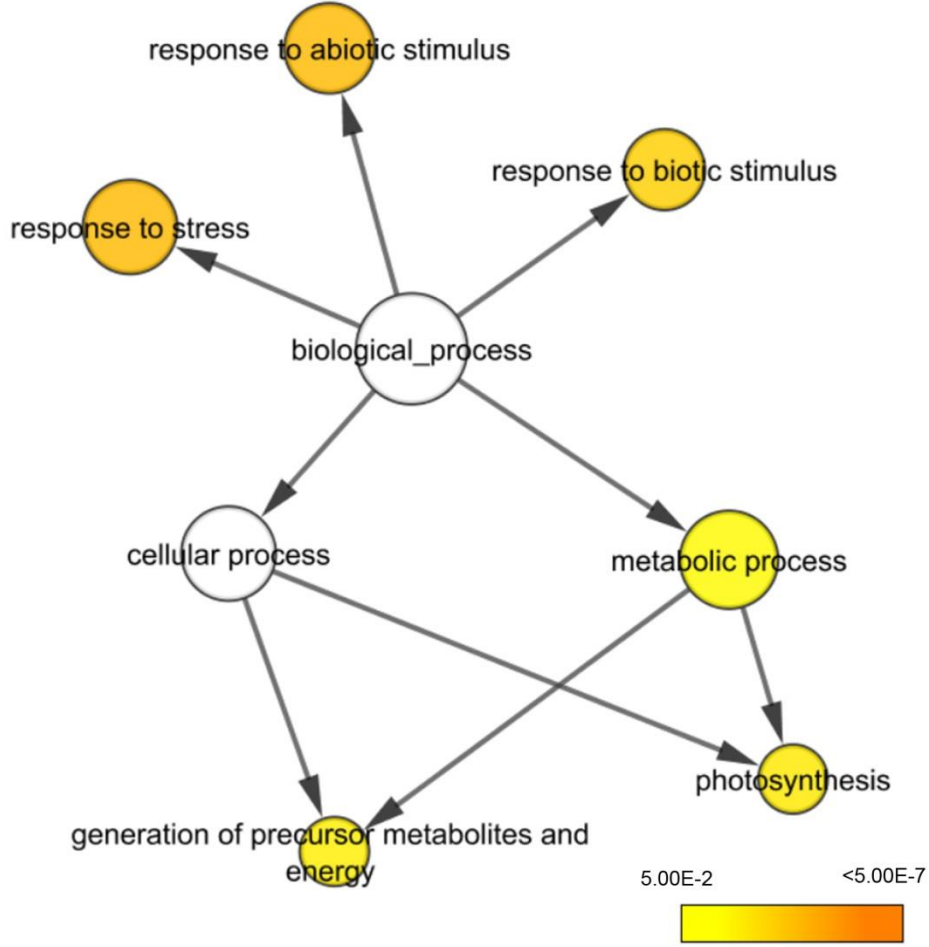 response to abiotic stimulus
response to biotic stimulus
response to stress
biological_process
cellular process
metabolic process
photosynthesis
generation of precursor metabolites and
energy
5.00E-2
<5.00E-7